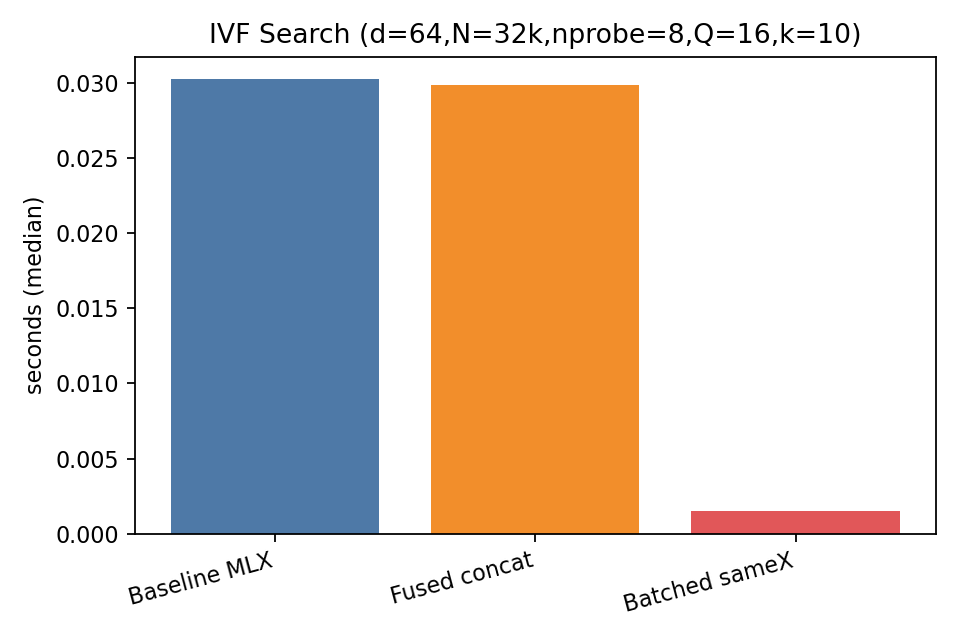 IVF Search (d=64,N=32k,nprobe=8,Q=16,k=10)
seconds (median)
0.030
0.025
0.020
0.015
0.010
0.005
0.000
Baseline MLX
Fused concat
Batched sameX